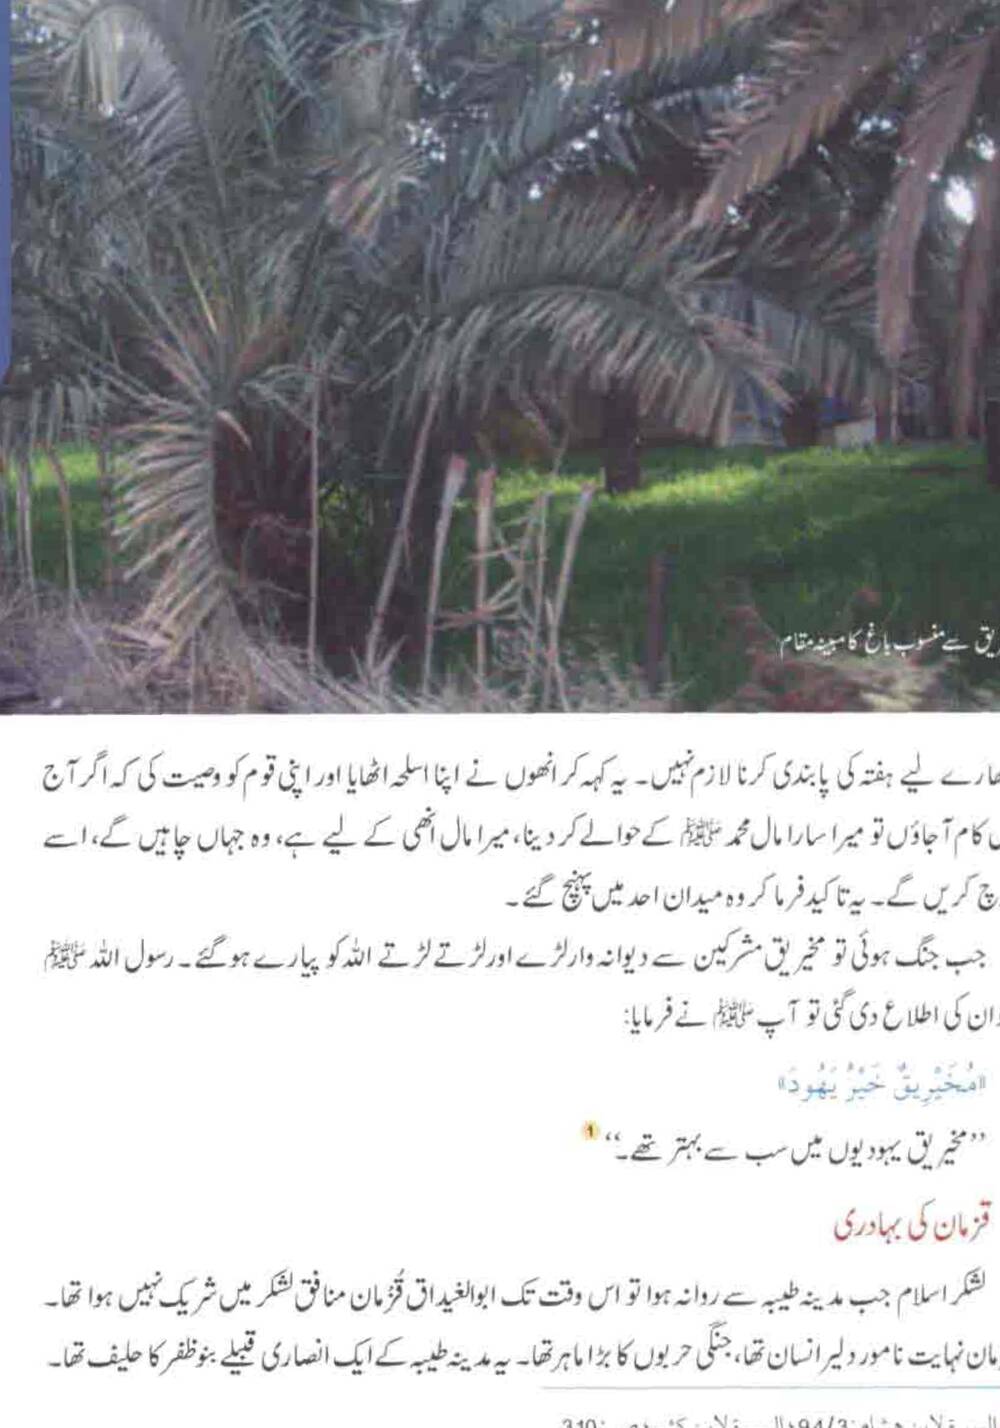 سے منسوب باغ کا مبینہ مقام
لیے ہفتہ کی پابندی کرنا لازم نہیں۔ یہ کہہ کر انھوں نے اپنا اسلحہ اٹھایا اور اپنی قوم کو وصیت کی کہ اگر آج
کام آ جاؤں تو میرا سارا مال محمد ﷺ کے حوالے کر دینا، میرا مال انھی کے لیے ہے، وہ جہاں چاہیں گے، اسے
کریں گے۔ یہ تاکید فرما کر وہ میدان احد میں پہنچ گئے۔
جب جنگ ہوئی تو مخیریق مشرکین سے دیوانہ وار لڑے اور لڑتے لڑتے اللہ کو پیارے ہو گئے۔ رسول اللہ ﷺ
ان کی اطلاع دی گئی تو آپ ﷺ نے فرمایا:
«مُخَيْرِيقٌ خَيْرُ يَهُودَ»
’’مخیریق یہودیوں میں سب سے بہتر تھے۔‘‘ 1
قزمان کی بہادری
لشکر اسلام جب مدینہ طیبہ سے روانہ ہوا تو اس وقت تک ابوالغیداق قُزْمان منافق لشکر میں شریک نہیں ہوا تھا۔
نہایت نامور دلیر انسان تھا، جنگی حربوں کا بڑا ماہر تھا۔ یہ مدینہ طیبہ کے ایک انصاری قبیلے بنو ظفر کا حلیف تھا۔